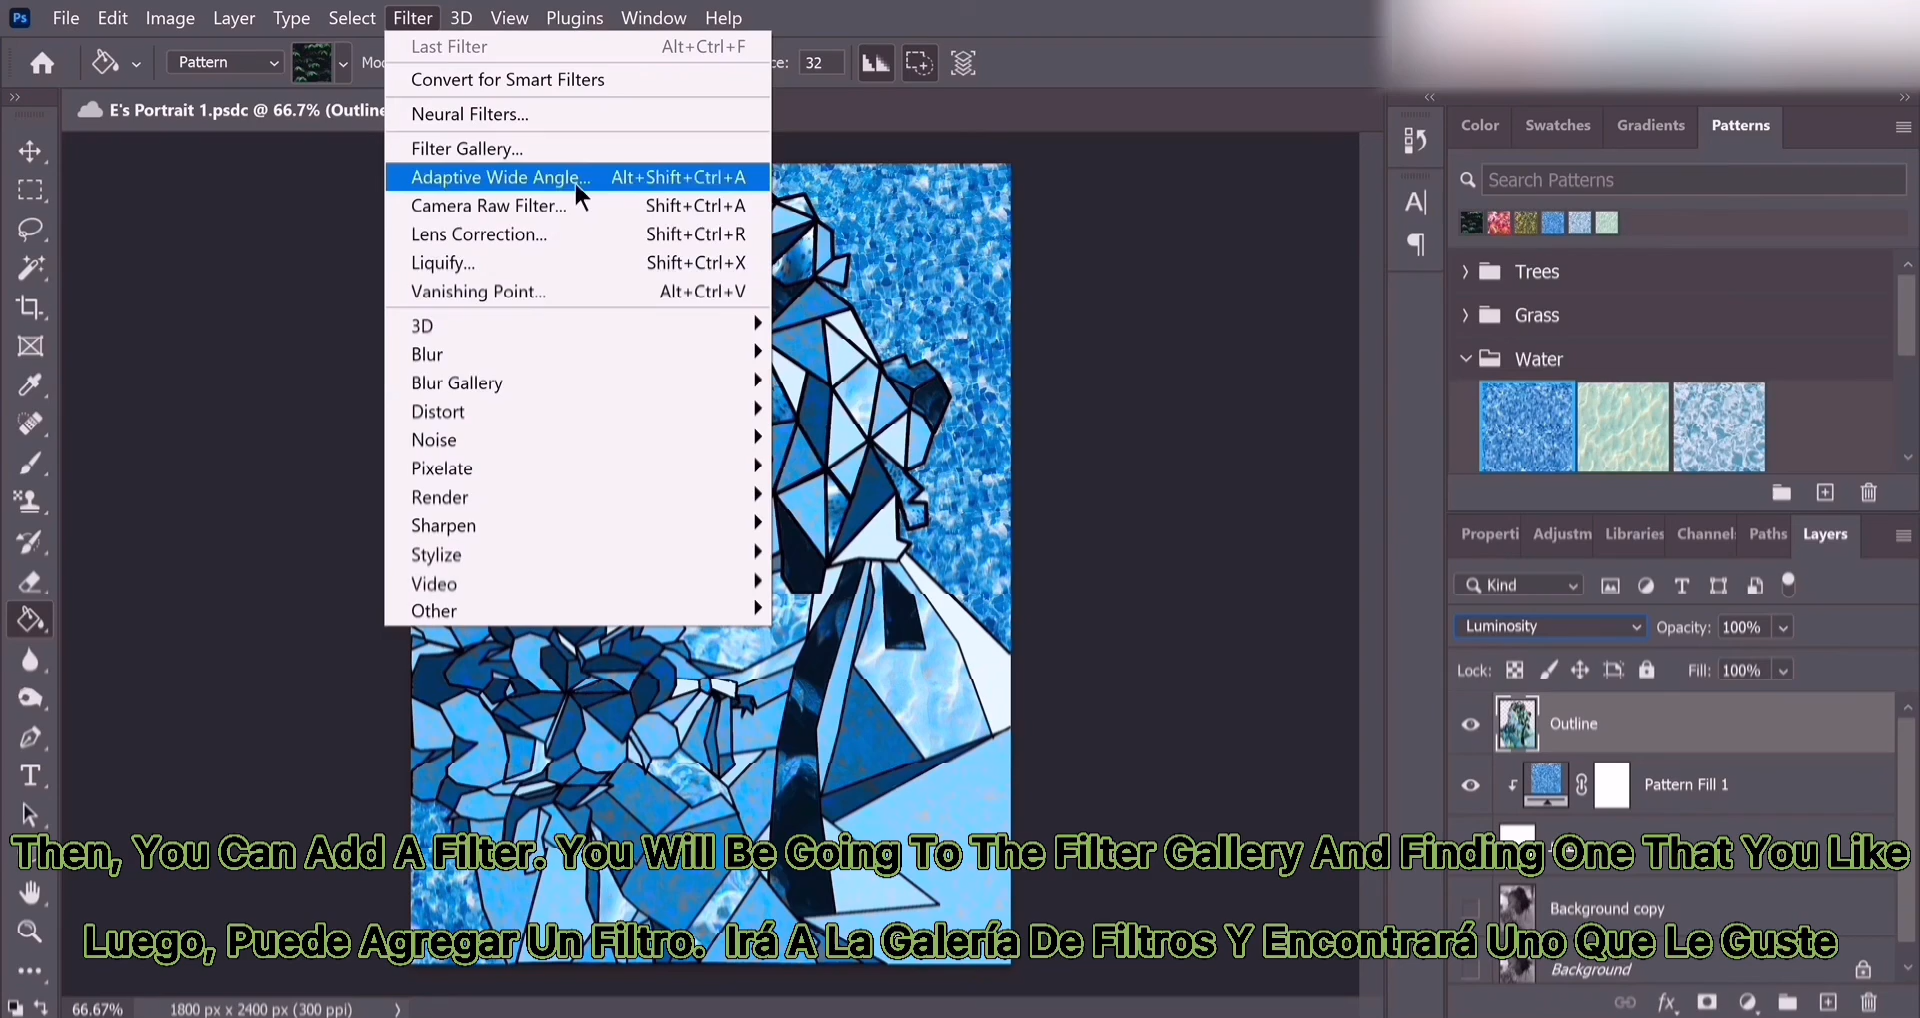 Ps File Edit Image Layer Type Select Filter 3D View Plugins Window Help
Pattern Mo ce: 32
E's Portrait 1.psdc @ 66.7% (Outline
Last Filter Alt+Ctrl+F
Convert for Smart Filters
Neural Filters...
Filter Gallery...
Adaptive Wide Angle... Alt+Shift+Ctrl+A
Camera Raw Filter... Shift+Ctrl+A
Lens Correction... Shift+Ctrl+R
Liquify... Shift+Ctrl+X
Vanishing Point... Alt+Ctrl+V
3D
Blur
Blur Gallery
Distort
Noise
Pixelate
Render
Sharpen
Stylize
Video
Other
Color Swatches Gradients Patterns
Search Patterns
Trees
Grass
Water
Properti Adjustm Libraries Channel Paths Layers
Kind
Luminosity Opacity: 100%
Lock: Fill: 100%
Outline
Pattern Fill 1
Then, You Can Add A Filter. You Will Be Going To The Filter Gallery And Finding One That You Like
Background copy
Luego, Puede Agregar Un Filtro. Irá A La Galería De Filtros Y Encontrará Uno Que Le Guste
Background
66.67% 1800 px x 2400 px (300 ppi)
fx